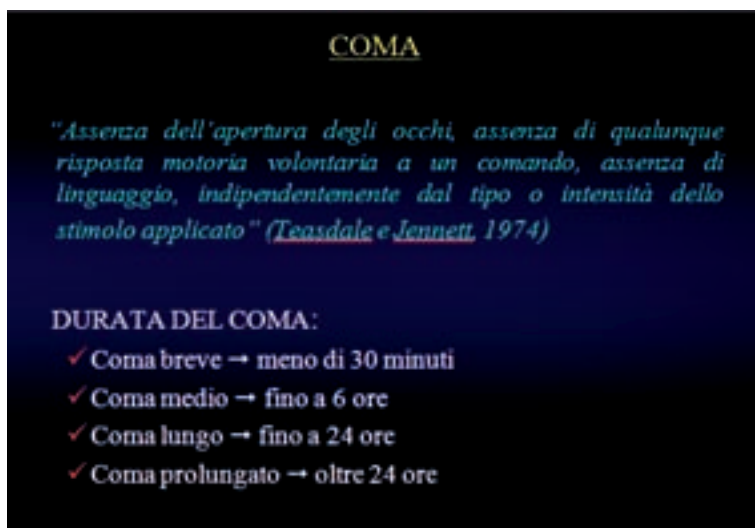 COMA
"Assenza dell'apertura degli occhi, assenza di qualunque
risposta motoria volontaria a un comando, assenza di
linguaggio, indipendentemente dal tipo o intensità dello
stimolo applicato" (Teasdale e Jennett, 1974)
DURATA DEL COMA:
✓ Coma breve → meno di 30 minuti
✓ Coma medio → fino a 6 ore
✓ Coma lungo → fino a 24 ore
✓ Coma prolungato → oltre 24 ore